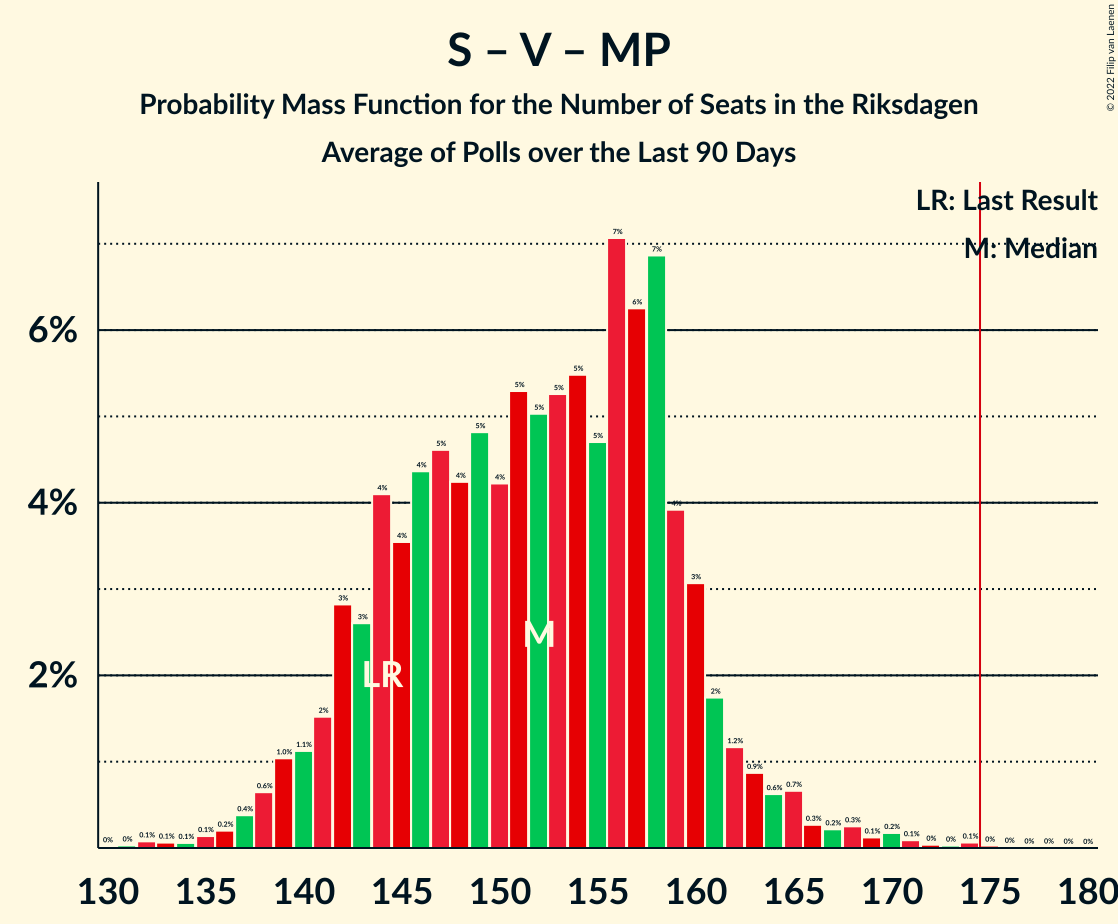 S – V – MP
Probability Mass Function for the Number of Seats in the Riksdagen
Average of Polls over the Last 90 Days
© 2022 Filip van Laenen
LR: Last Result
M: Median
6%
4%
2%
0% 0% 0.1% 0.1% 0.1% 0.1% 0.2% 0.4% 0.6% 1.0% 1.1% 2% 3% 3% 4% 4% 4% 5% 4% 5% 4% 5% 5% 5% 5% 5% 7% 6% 7% 4% 3% 2% 1.2% 0.9% 0.6% 0.7% 0.3% 0.2% 0.3% 0.1% 0.2% 0.1% 0% 0% 0.1% 0% 0% 0% 0% 0% 0%
LR
M
130 135 140 145 150 155 160 165 170 175 180